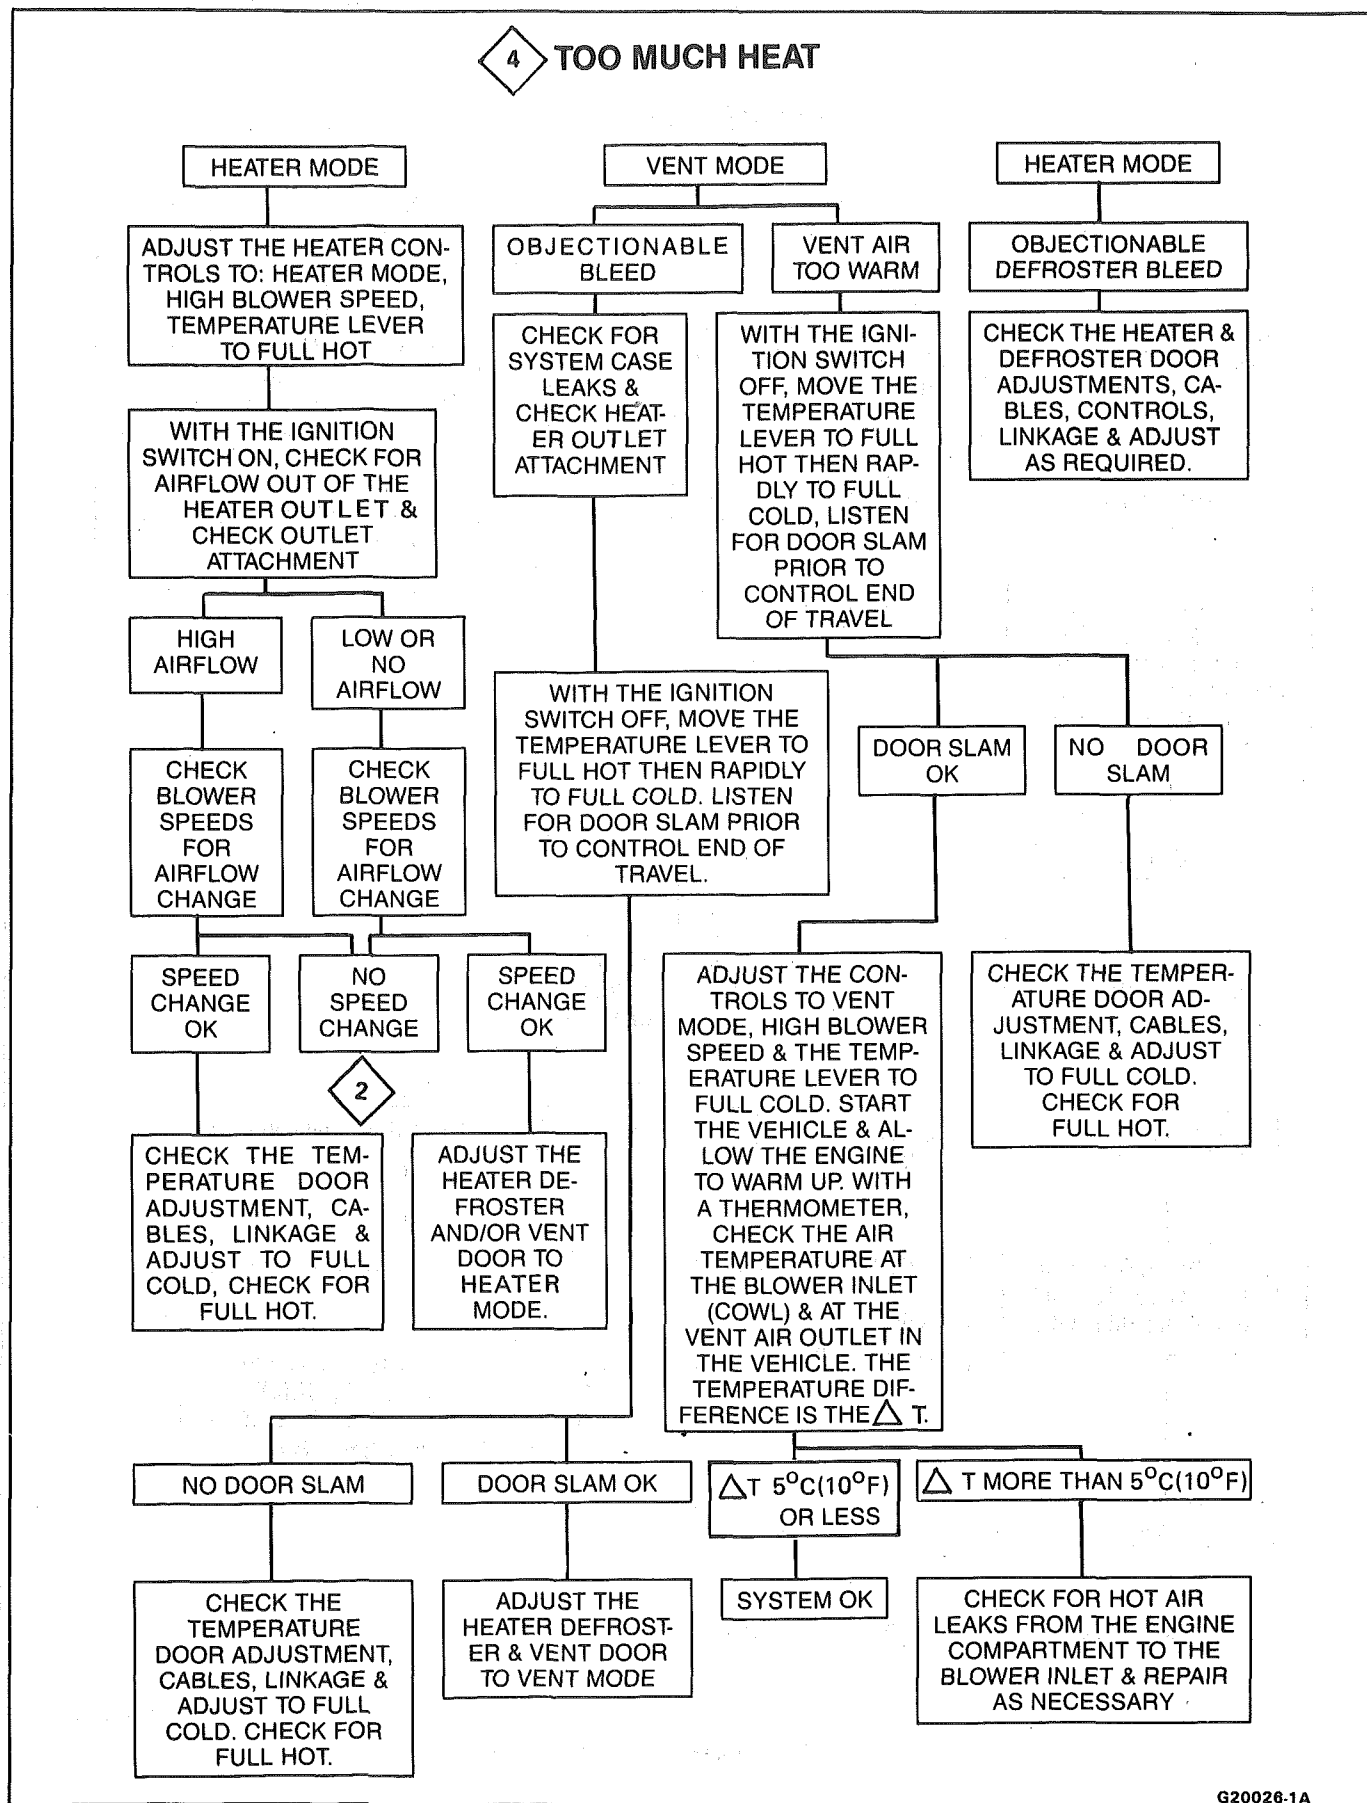 4 TOO MUCH HEAT
HEATER MODE
ADJUST THE HEATER CON-
TROLS TO: HEATER MODE,
HIGH BLOWER SPEED,
TEMPERATURE LEVER
TO FULL HOT
WITH THE IGNITION
SWITCH ON, CHECK FOR
AIRFLOW OUT OF THE
HEATER OUTLET &
CHECK OUTLET
ATTACHMENT
HIGH
AIRFLOW
LOW OR
NO
AIRFLOW
CHECK
BLOWER
SPEEDS
FOR
AIRFLOW
CHANGE
CHECK
BLOWER
SPEEDS
FOR
AIRFLOW
CHANGE
SPEED
CHANGE
OK
NO
SPEED
CHANGE
SPEED
CHANGE
OK
2
CHECK THE TEM-
PERATURE DOOR
ADJUSTMENT, CA-
BLES, LINKAGE &
ADJUST TO FULL
COLD, CHECK FOR
FULL HOT.
ADJUST THE
HEATER DE-
FROSTER
AND/OR VENT
DOOR TO
HEATER
MODE.
VENT MODE
OBJECTIONABLE
BLEED
VENT AIR
TOO WARM
CHECK FOR
SYSTEM CASE
LEAKS &
CHECK HEAT-
ER OUTLET
ATTACHMENT
WITH THE IGNI-
TION SWITCH
OFF, MOVE THE
TEMPERATURE
LEVER TO FULL
HOT THEN RAP-
DLY TO FULL
COLD, LISTEN
FOR DOOR SLAM
PRIOR TO
CONTROL END
OF TRAVEL
WITH THE IGNITION
SWITCH OFF, MOVE THE
TEMPERATURE LEVER TO
FULL HOT THEN RAPIDLY
TO FULL COLD. LISTEN
FOR DOOR SLAM PRIOR
TO CONTROL END OF
TRAVEL.
DOOR SLAM
OK
NO DOOR
SLAM
ADJUST THE CON-
TROLS TO VENT
MODE, HIGH BLOWER
SPEED & THE TEMP-
ERATURE LEVER TO
FULL COLD. START
THE VEHICLE & AL-
LOW THE ENGINE
TO WARM UP. WITH
A THERMOMETER,
CHECK THE AIR
TEMPERATURE AT
THE BLOWER INLET
(COWL) & AT THE
VENT AIR OUTLET IN
THE VEHICLE. THE
TEMPERATURE DIF-
FERENCE IS THE △ T.
CHECK THE TEMPER-
ATURE DOOR AD-
JUSTMENT, CABLES,
LINKAGE & ADJUST
TO FULL COLD.
CHECK FOR
FULL HOT.
HEATER MODE
OBJECTIONABLE
DEFROSTER BLEED
CHECK THE HEATER &
DEFROSTER DOOR
ADJUSTMENTS, CA-
BLES, CONTROLS,
LINKAGE & ADJUST
AS REQUIRED.
NO DOOR SLAM
DOOR SLAM OK
△T 5°C(10°F)
OR LESS
△ T MORE THAN 5°C(10°F)
CHECK THE
TEMPERATURE
DOOR ADJUSTMENT,
CABLES, LINKAGE &
ADJUST TO FULL
COLD. CHECK FOR
FULL HOT.
ADJUST THE
HEATER DEFROST-
ER & VENT DOOR
TO VENT MODE
SYSTEM OK
CHECK FOR HOT AIR
LEAKS FROM THE ENGINE
COMPARTMENT TO THE
BLOWER INLET & REPAIR
AS NECESSARY
G20026-1A